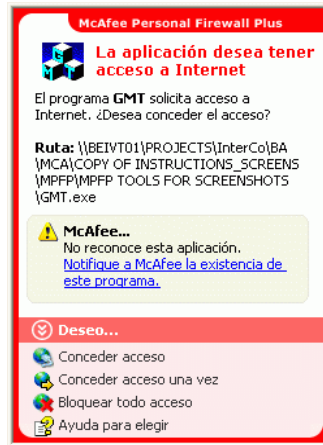 McAfee Personal Firewall Plus
La aplicación desea tener
acceso a Internet
El programa GMT solicita acceso a
Internet. ¿Desea conceder el acceso?
Ruta: \\BEIVT01\PROJECTS\InterCo\BA
\MCA\COPY OF INSTRUCTIONS_SCREENS
\MPFP\MPFP TOOLS FOR SCREENSHOTS
\GMT.exe
McAfee...
No reconoce esta aplicación.
Notifique a McAfee la existencia de
este programa.
Deseo...
Conceder acceso
Conceder acceso una vez
Bloquear todo acceso
Ayuda para elegir